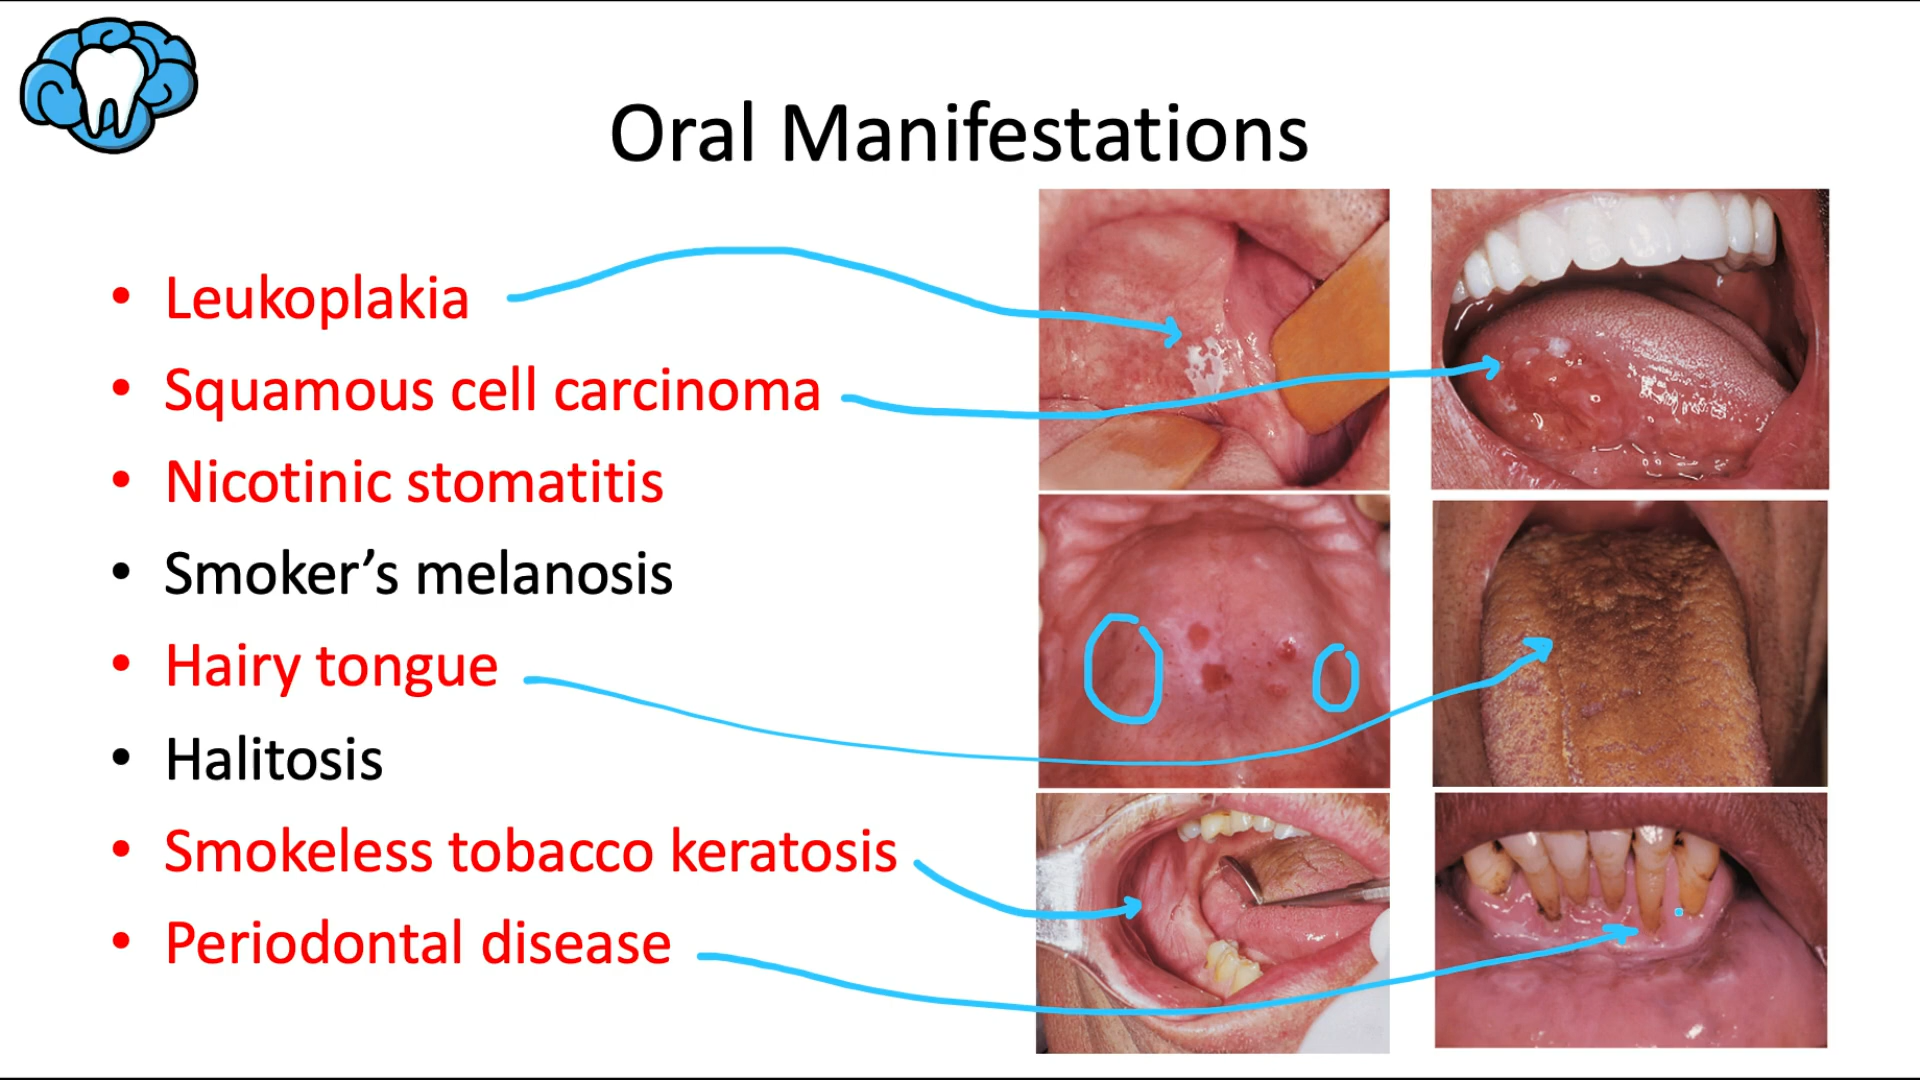 Oral Manifestations
• Leukoplakia
• Squamous cell carcinoma
• Nicotinic stomatitis
• Smoker’s melanosis
• Hairy tongue
• Halitosis
• Smokeless tobacco keratosis
• Periodontal disease